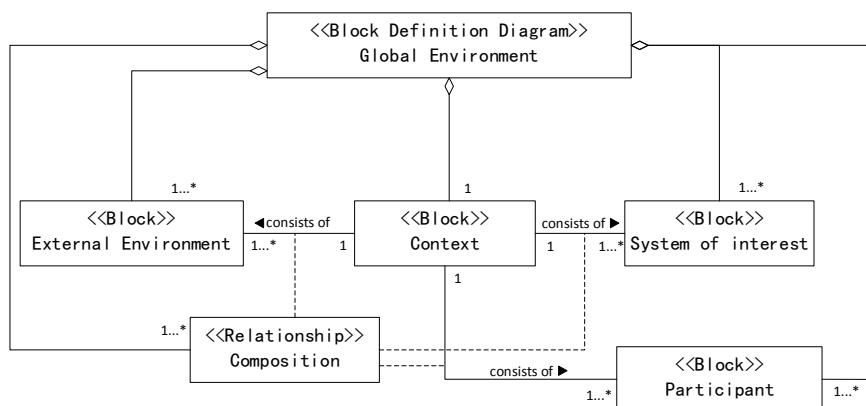 <<Block Definition Diagram>>
Global Environment
1...*
1
1...*
<<Block>>
External Environment
◀consists of
1...*
1
<<Block>>
Context
consists of ▶
1
1...*
<<Block>>
System of interest
1
1...*
<<Relationship>>
Composition
consists of ▶
1...*
<<Block>>
Participant
1...*